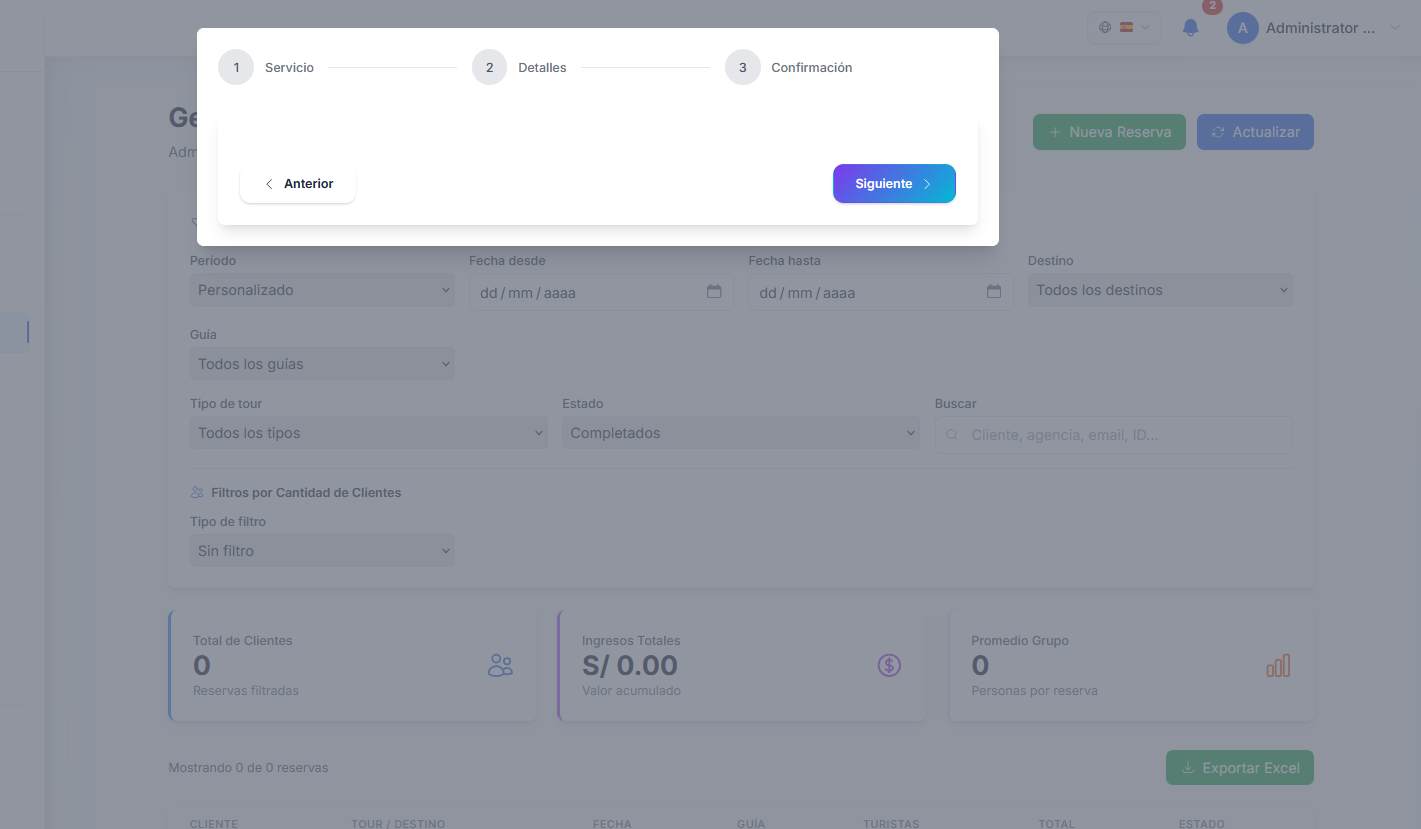 2
A Administrator ...
1 Servicio 2 Detalles 3 Confirmación
Ge
Adm
Nueva Reserva Actualizar
Anterior Siguiente
Período Fecha desde Fecha hasta Destino
Personalizado dd/mm/aaaa dd/mm/aaaa Todos los destinos
Guía
Todos los guías
Tipo de tour Estado Buscar
Todos los tipos Completados Cliente, agencia, email, ID...
Filtros por Cantidad de Clientes
Tipo de filtro
Sin filtro
Total de Clientes
0
Reservas filtradas
Ingresos Totales
S/ 0.00
Valor acumulado
Promedio Grupo
0
Personas por reserva
Mostrando 0 de 0 reservas Exportar Excel
CLIENTE TOUR / DESTINO FECHA GUÍA TURISTAS TOTAL ESTADO